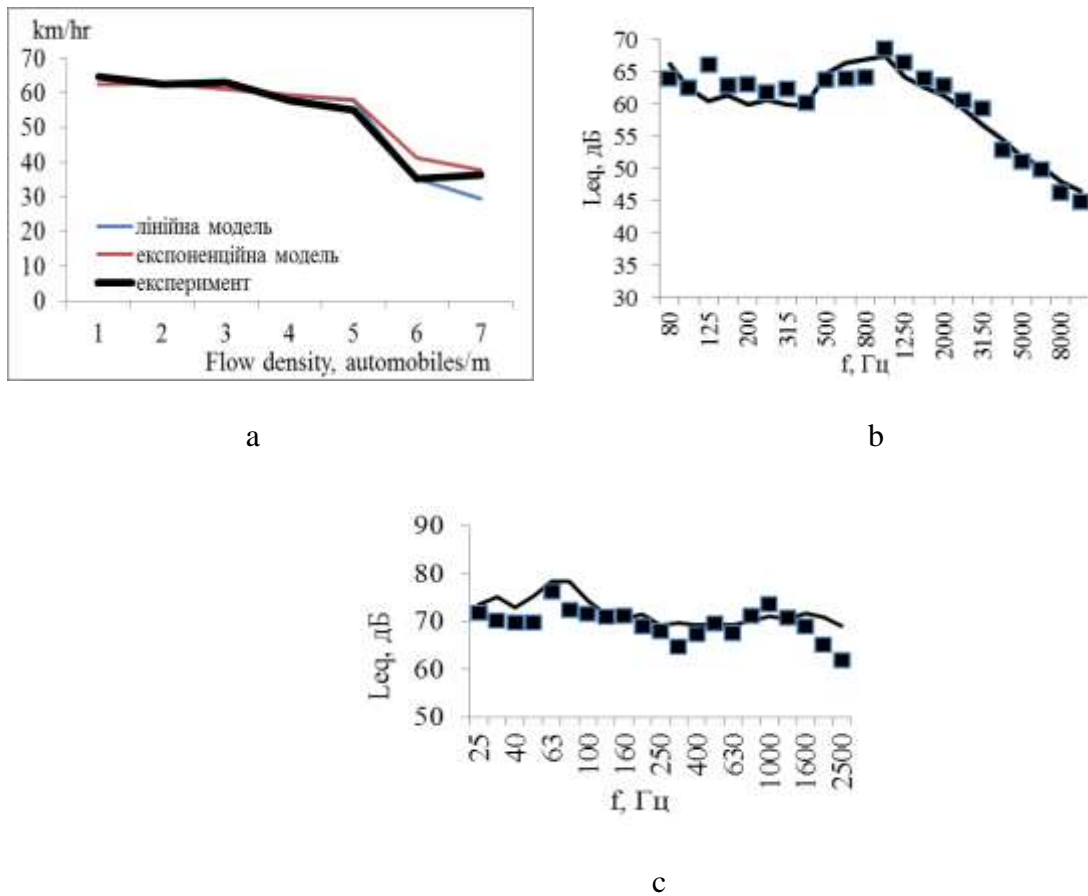 km/hr
70
60
50
40
30
20
10
0
лінійна модель
експоненційна модель
експеримент
1 2 3 4 5 6 7
Flow density, automobiles/m
a
Leq, дБ
70
65
60
55
50
45
40
35
30
80 125 200 315 500 800 1250 2000 3150 5000 8000
f, Гц
b
Leq, дБ
90
80
70
60
50
25 40 63 100 160 250 400 630 1000 1600 2500
f, Гц
c